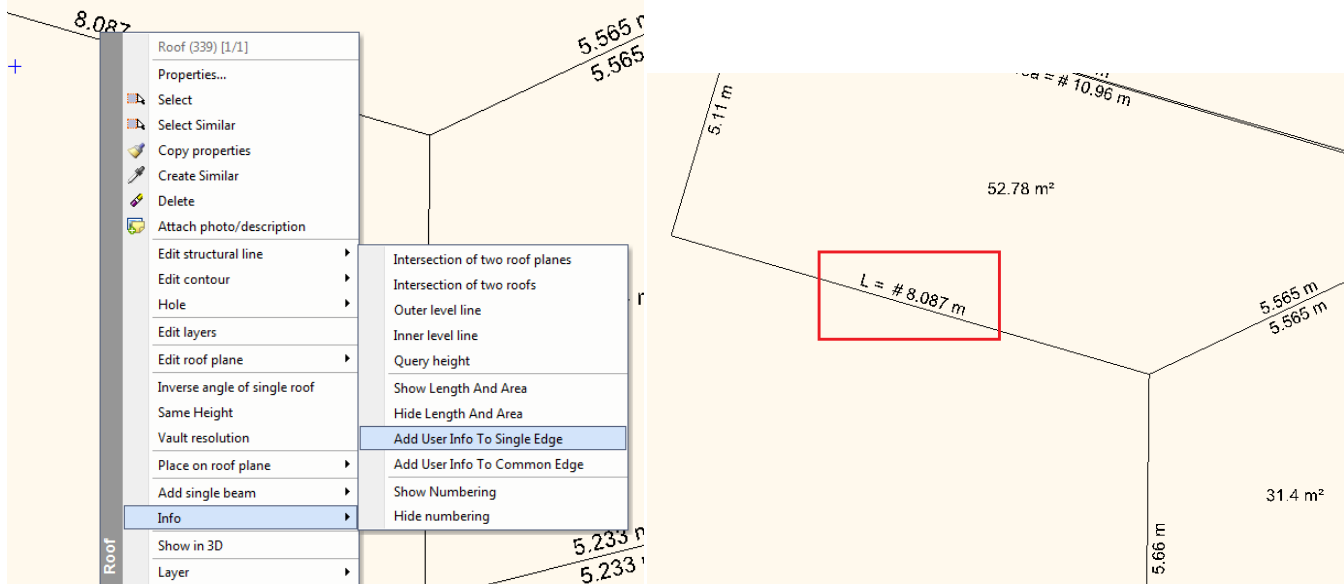 8.087
Roof (339) [1/1]
Properties...
Select
Select Similar
Copy properties
Create Similar
Delete
Attach photo/description
Edit structural line
Edit contour
Hole
Edit layers
Edit roof plane
Inverse angle of single roof
Same Height
Vault resolution
Place on roof plane
Add single beam
Info
Show in 3D
Layer
Roof
Intersection of two roof planes
Intersection of two roofs
Outer level line
Inner level line
Query height
Show Length And Area
Hide Length And Area
Add User Info To Single Edge
Add User Info To Common Edge
Show Numbering
Hide numbering
5.565
5.565
5.233
5.233
5.11 m
= # 10.96 m
52.78 m²
L = # 8.087 m
5.565 m
5.565 m
31.4 m²
5.66 m